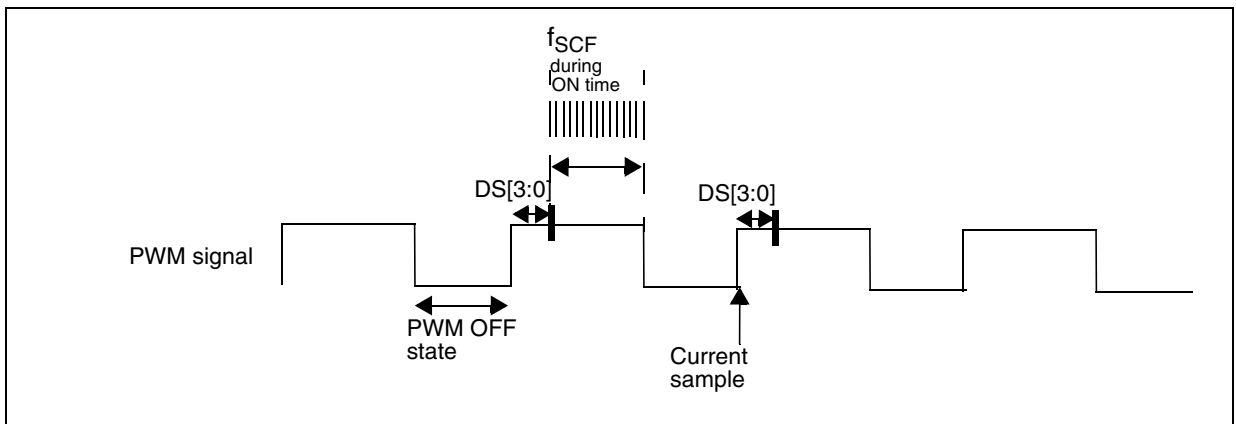 fSCF
during
ON time
DS[3:0]
DS[3:0]
PWM signal
PWM OFF
state
Current
sample